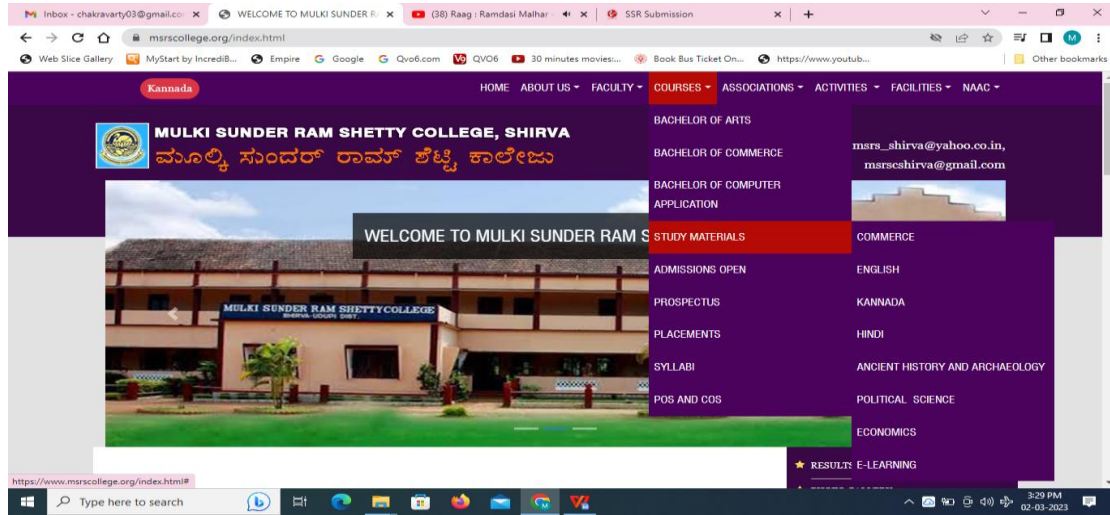 Inbox - chakravarty03@gmail.co
WELCOME TO MULKI SUNDER R
(38) Raag : Ramdasi Malhar
SSR Submission
msrscollege.org/index.html
M
Web Slice Gallery
MyStart by IncrediB...
Empire
Google
Qvo6.com
QVO6
30 minutes movies:...
Book Bus Ticket On...
https://www.youtub...
Other bookmarks
Kannada
HOME ABOUT US FACULTY COURSES ASSOCIATIONS ACTIVITIES FACILITIES NAAC
MULKI SUNDER RAM SHETTY COLLEGE, SHIRVA
ಮೂಲ್ಕಿ ಸುಂದರ್ ರಾಮ್ ಶೆಟ್ಟಿ ಕಾಲೇಜು
msrs_shirva@yahoo.co.in,
msrscshirva@gmail.com
WELCOME TO MULKI SUNDER RAM S
MULKI SUNDER RAM SHETTY COLLEGE
SHIRVA-UDUPI DIST.
BACHELOR OF ARTS
BACHELOR OF COMMERCE
BACHELOR OF COMPUTER
APPLICATION
STUDY MATERIALS
ADMISSIONS OPEN
PROSPECTUS
PLACEMENTS
SYLLABI
POS AND COS
COMMERCE
ENGLISH
KANNADA
HINDI
ANCIENT HISTORY AND ARCHAEOLOGY
POLITICAL SCIENCE
ECONOMICS
E-LEARNING
RESULTS
https://www.msrscollege.org/index.html#
Type here to search
3:29 PM
02-03-2023